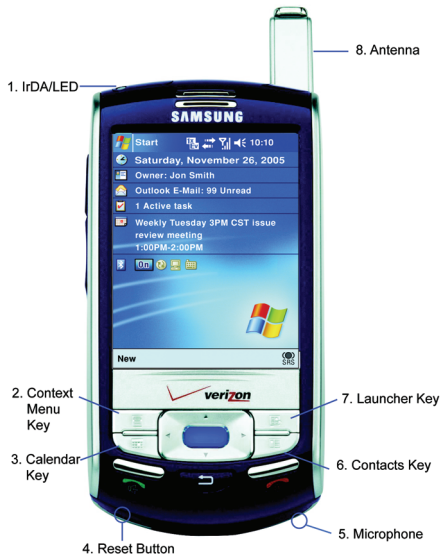 8. Antenna
1. IrDA/LED
SAMSUNG
Start 10:10
Saturday, November 26, 2005
Owner: Jon Smith
Outlook E-Mail: 99 Unread
1 Active task
Weekly Tuesday 3PM CST issue
review meeting
1:00PM-2:00PM
On
New
SRS
verizon
2. Context
Menu
Key
7. Launcher Key
3. Calendar
Key
6. Contacts Key
5. Microphone
4. Reset Button